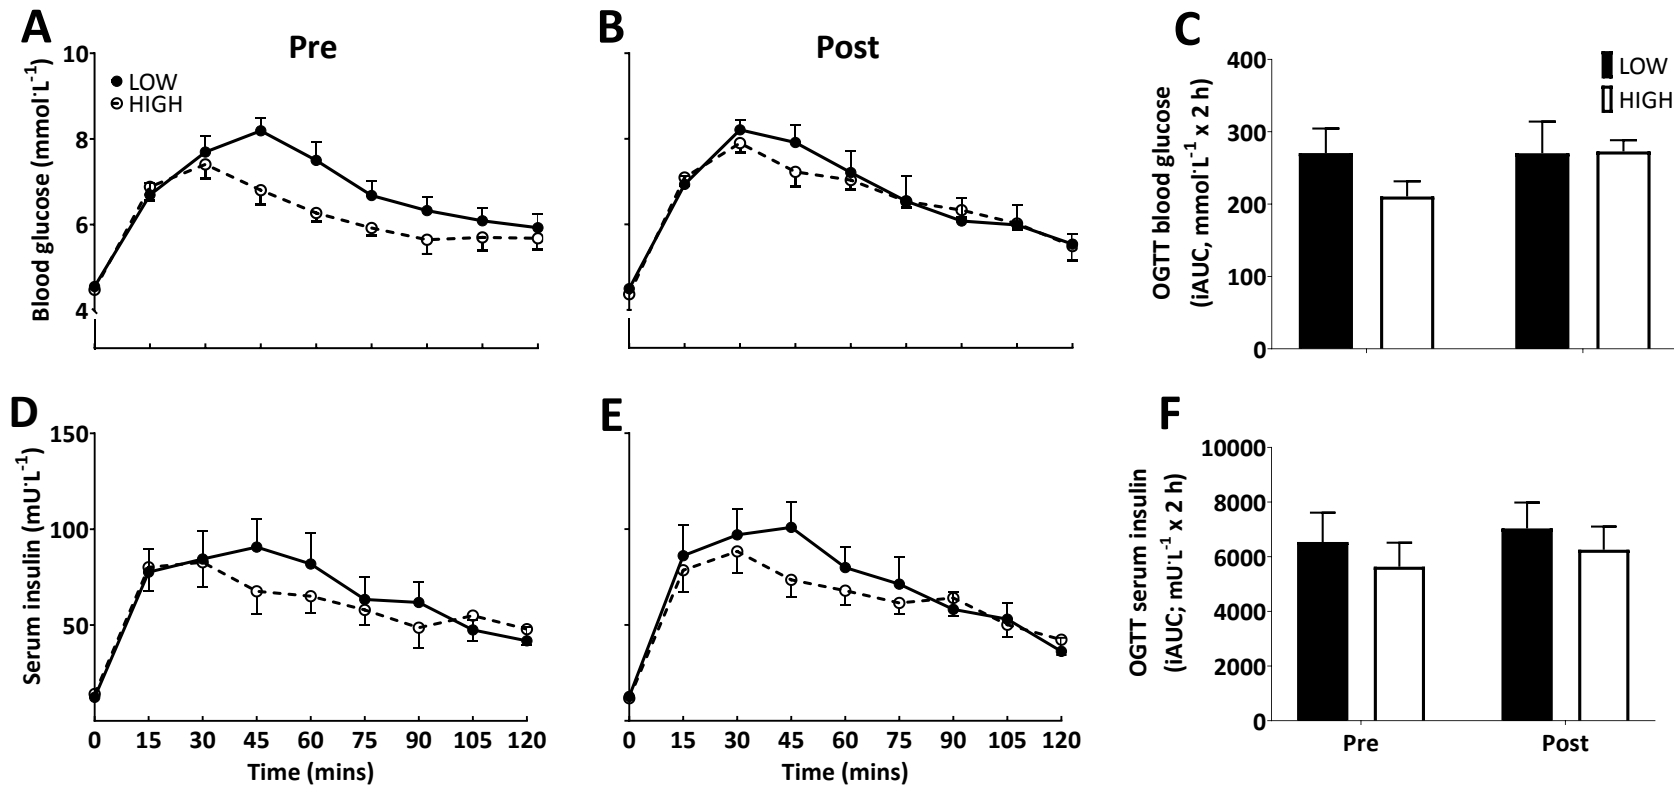 A
Pre
Blood glucose (mmol·L⁻¹)
10
8
6
4
LOW
HIGH
B
Post
C
OGTT blood glucose
(iAUC, mmol·L⁻¹ x 2 h)
400
300
200
100
0
LOW
HIGH
D
Serum insulin (mU·L⁻¹)
150
100
50
0 15 30 45 60 75 90 105 120
Time (mins)
E
0 15 30 45 60 75 90 105 120
Time (mins)
F
OGTT serum insulin
(iAUC; mU·L⁻¹ x 2 h)
10000
8000
6000
4000
2000
0
Pre Post